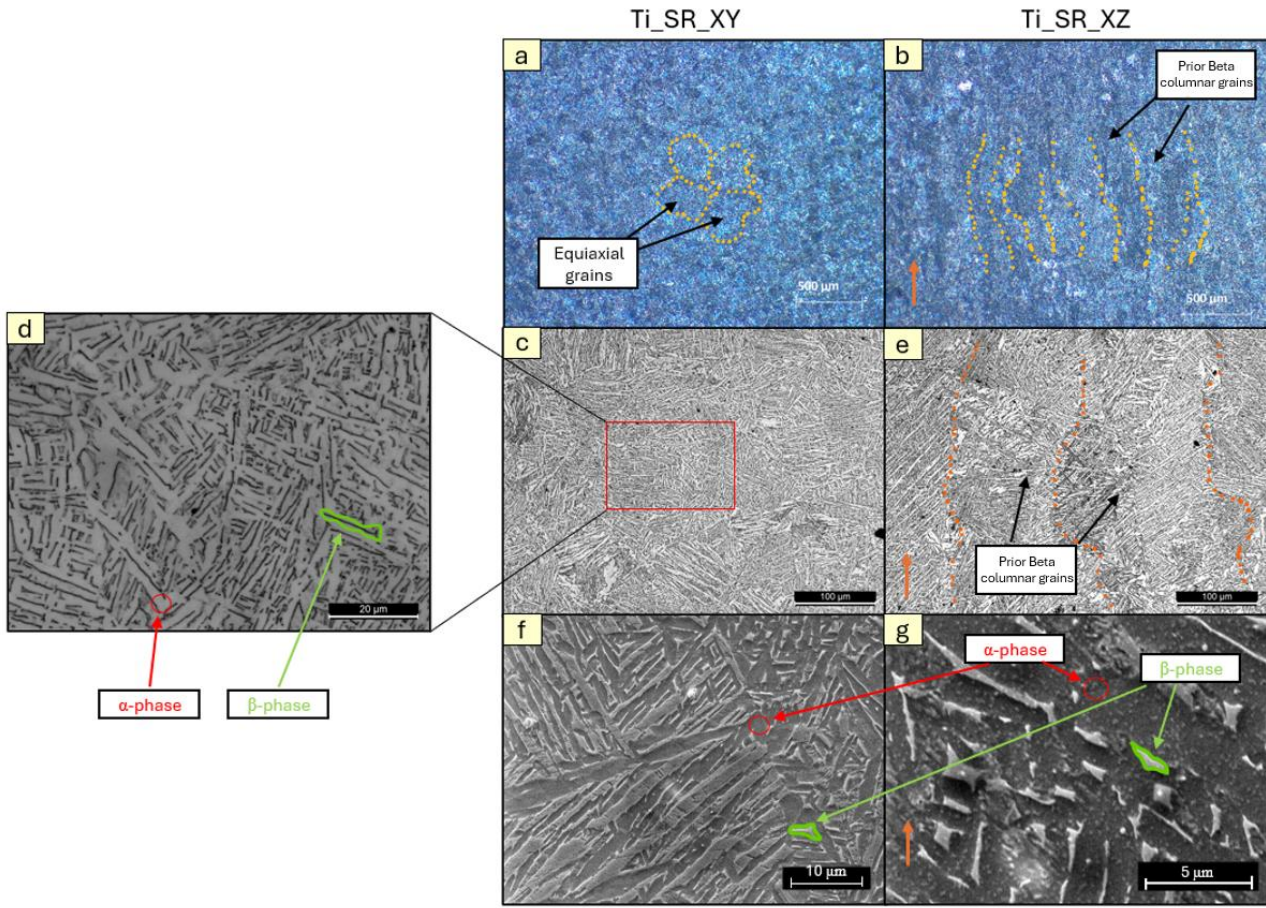 Ti_SR_XY
Ti_SR_XZ
a
Equiaxial
grains
500 µm
b
Prior Beta
columnar grains
500 µm
d
20 µm
α-phase
β-phase
c
100 µm
e
Prior Beta
columnar grains
100 µm
f
10 µm
g
α-phase
β-phase
5 µm